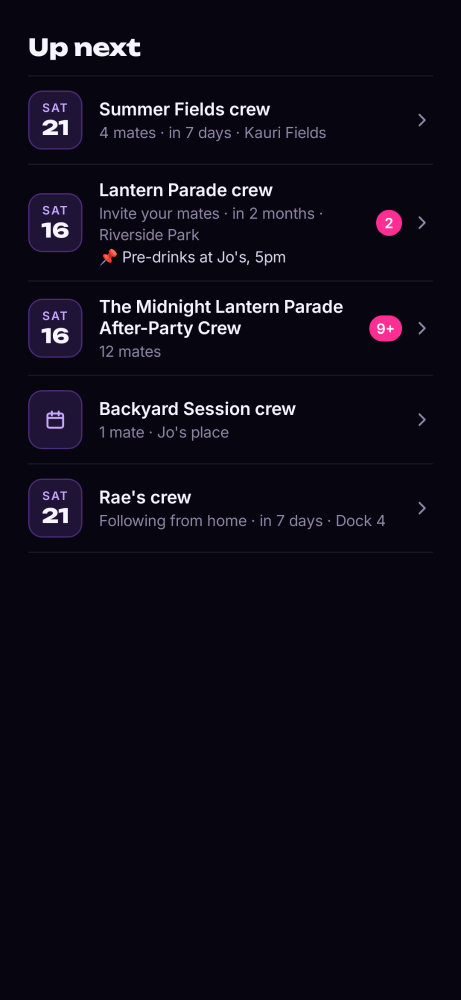 Up next
SAT
21
Summer Fields crew
4 mates · in 7 days · Kauri Fields
SAT
16
Lantern Parade crew
Invite your mates · in 2 months ·
Riverside Park
📌 Pre-drinks at Jo's, 5pm
2
SAT
16
The Midnight Lantern Parade
After-Party Crew
12 mates
9+
Backyard Session crew
1 mate · Jo's place
SAT
21
Rae's crew
Following from home · in 7 days · Dock 4